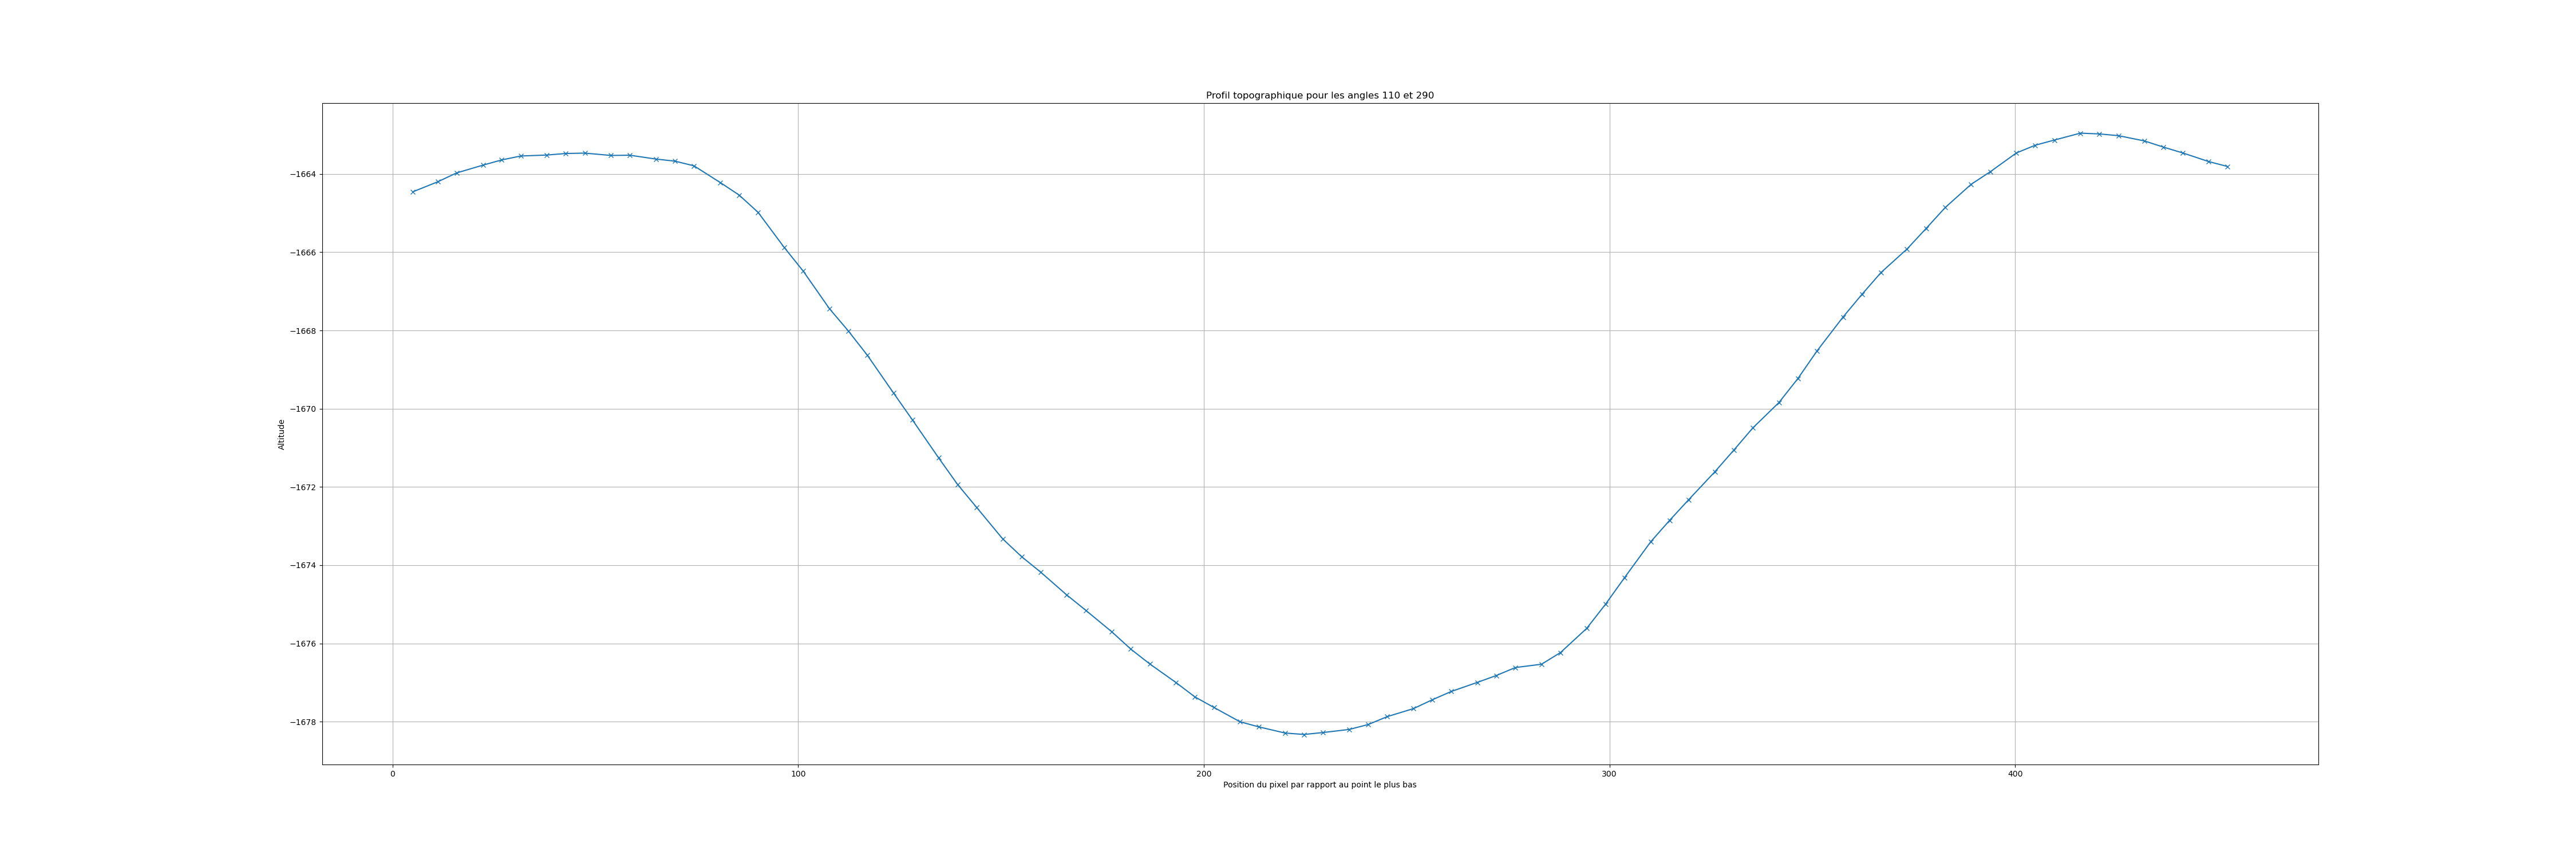 Profil topographique pour les angles 110 et 290
Altitude
−1664
−1666
−1668
−1670
−1672
−1674
−1676
−1678
0 100 200 300 400
Position du pixel par rapport au point le plus bas